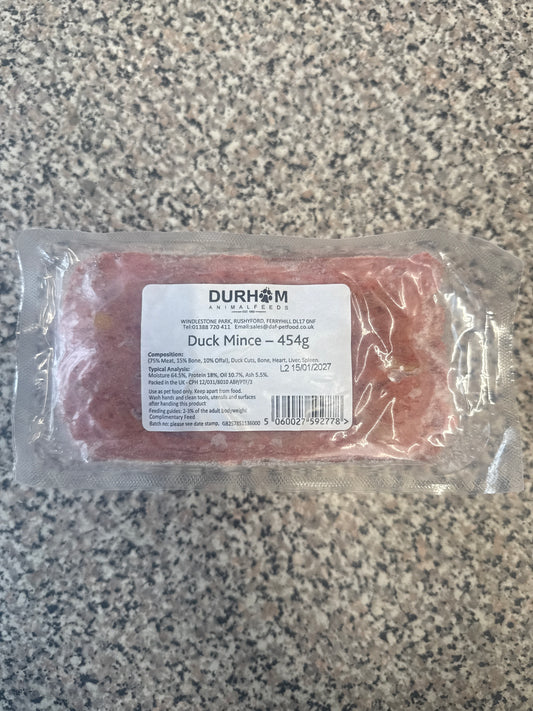 DURHAM
ANIMALFEEDS
EST. 1980
WINDLESTONE PARK, RUSHYFORD, FERRYHILL DL17 0NF
Tel:01388 720 411 Email:sales@daf-petfood.co.uk
Duck Mince – 454g
Composition:
(75% Meat, 15% Bone, 10% Offal), Duck Cuts, Bone, Heart, Liver, Spleen.
L2 15/01/2027
Typical Analysis:
Moisture 64.5%, Protein 18%, Oil 10.7%, Ash 5.5%.
Packed in the UK - CPH 12/031/8010 ABP/PTF/3
Use as pet food only. Keep apart from food.
Wash hands and clean tools, utensils and surfaces
after handling this product
Feeding guides: 2-3% of the adult bodyweight
Complimentary Feed
Batch no: please see date stamp. GB257E51136000
5 060027 592778 >